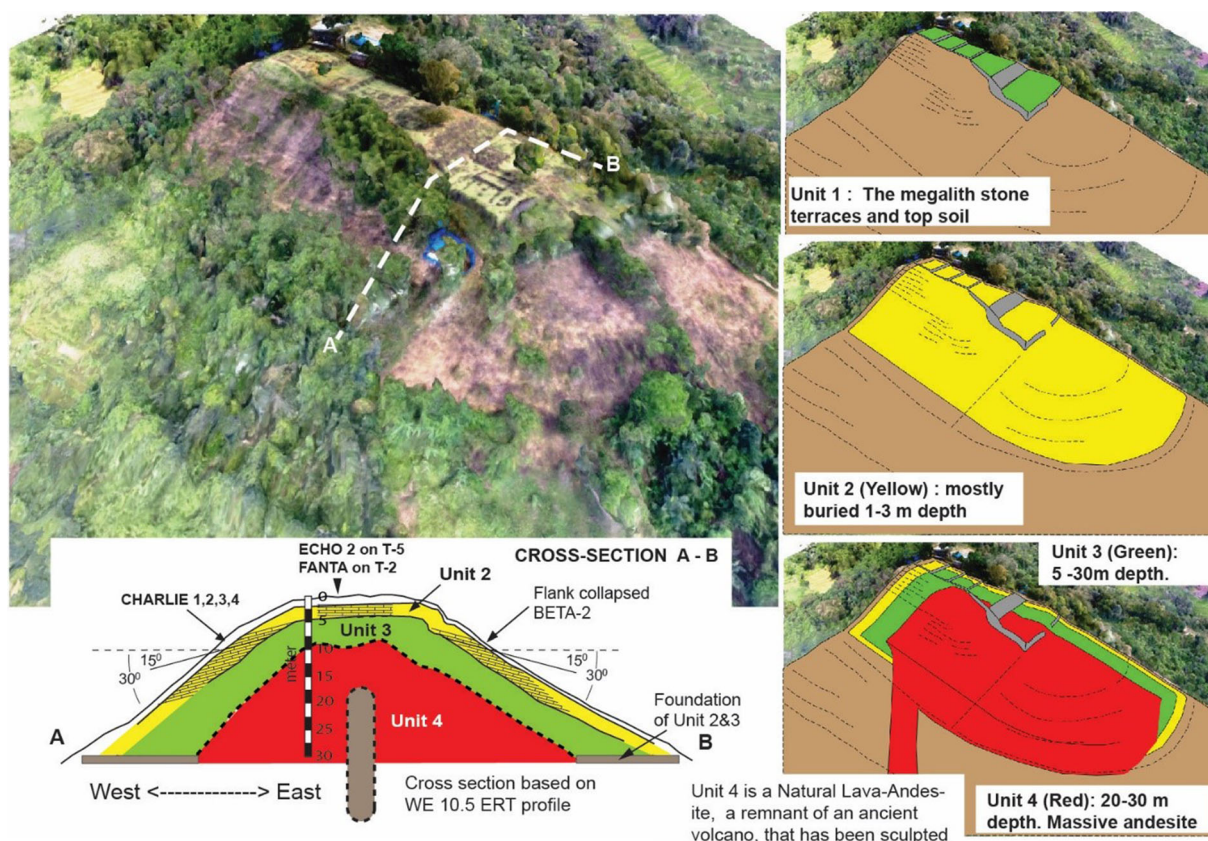 A
B
Unit 1 : The megalith stone
terraces and top soil
Unit 2 (Yellow) : mostly
buried 1-3 m depth
Unit 3 (Green):
5 -30m depth.
Unit 4 (Red): 20-30 m
depth. Massive andesite
Unit 4 is a Natural Lava-Andes-
ite, a remnant of an ancient
volcano, that has been sculpted
CROSS-SECTION A - B
ECHO 2 on T-5
FANTA on T-2
Unit 2
CHARLIE 1,2,3,4
Flank collapsed
BETA-2
0
5
10
15
20
25
30
meter
Unit 3
15⁰
30⁰
15⁰
30⁰
Unit 4
Foundation
of Unit 2&3
A
B
West <-------------> East
Cross section based on
WE 10.5 ERT profile